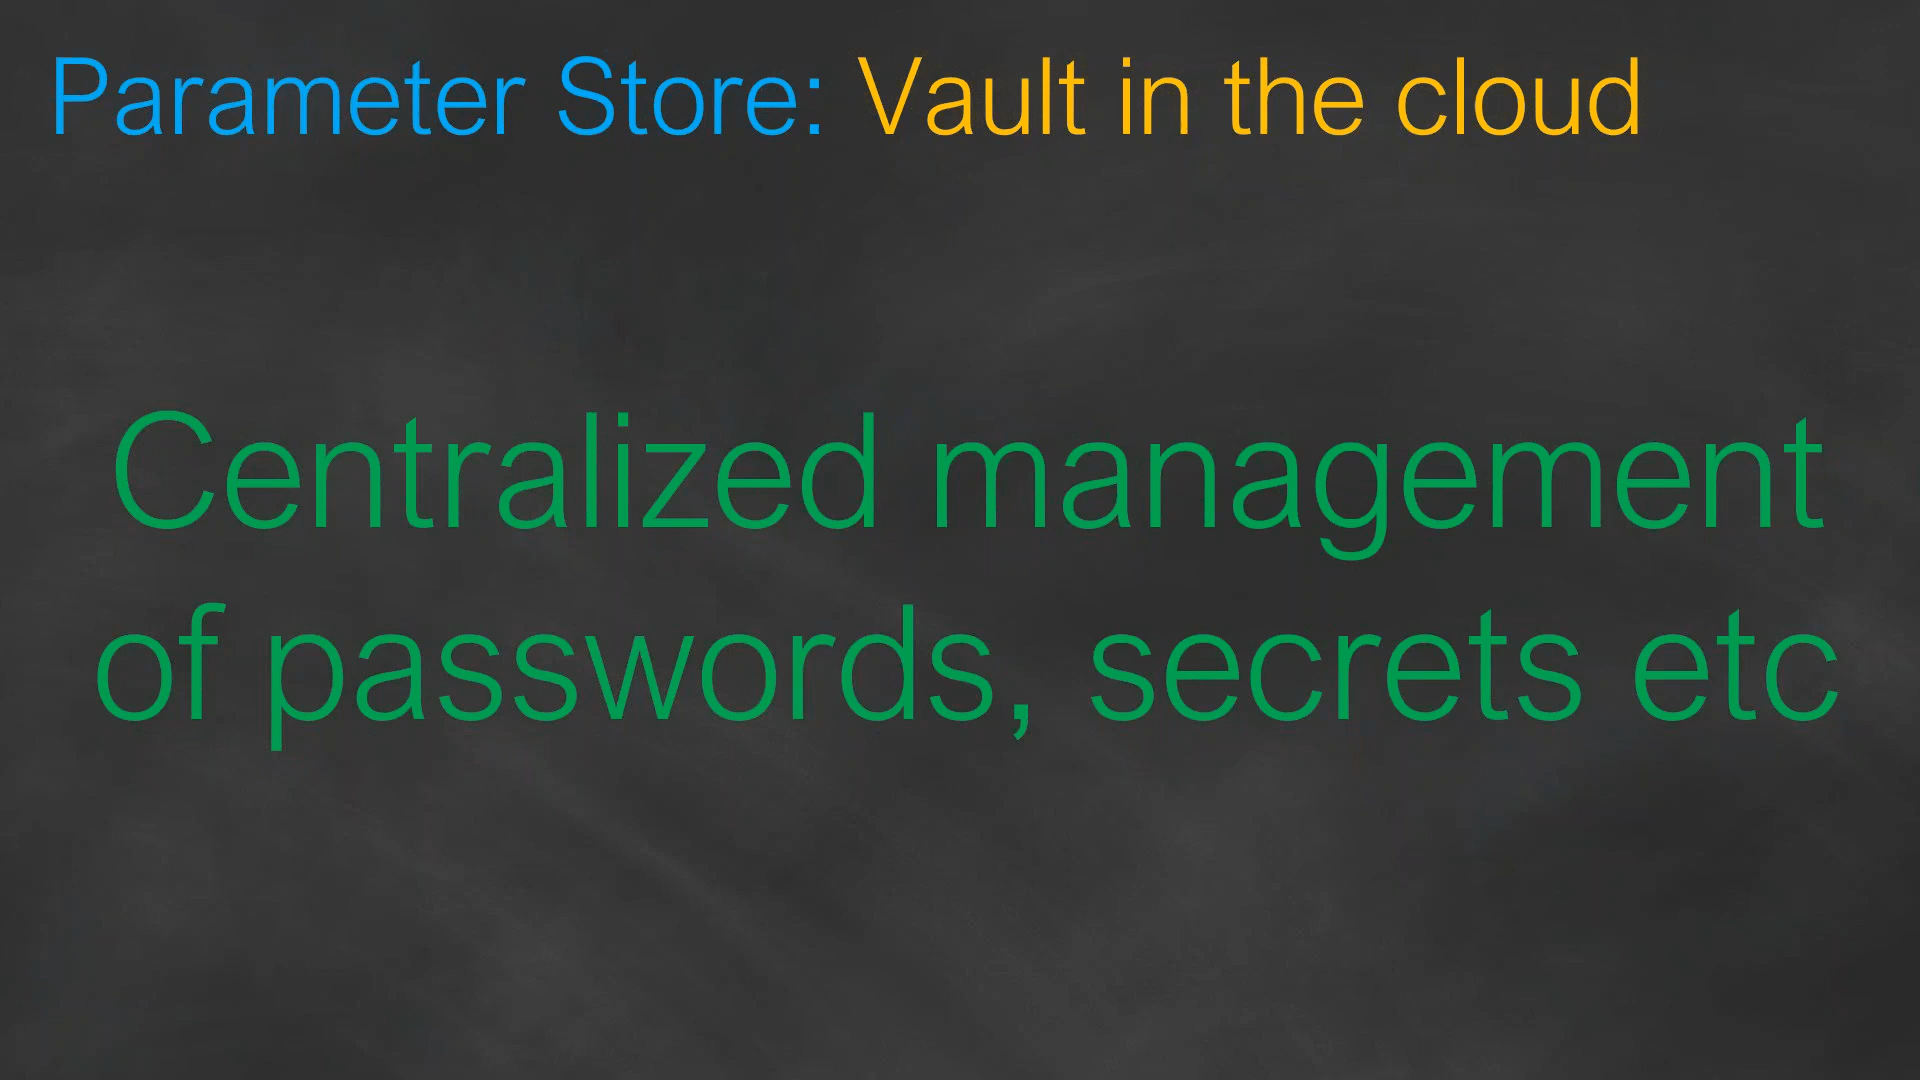 Parameter Store: Vault in the cloud
Centralized management
of passwords, secrets etc